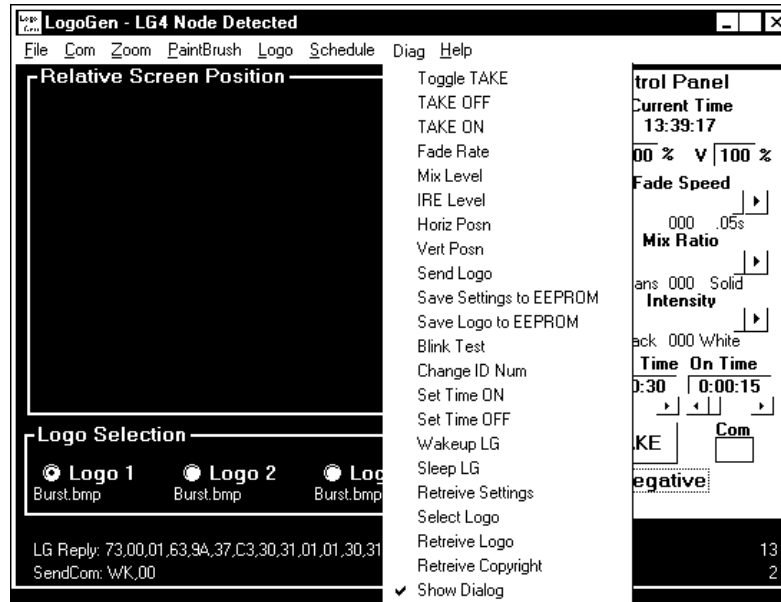 LogoGen - LG4 Node Detected
File Com Zoom PaintBrush Logo Schedule Diag Help
Relative Screen Position
Toggle TAKE
TAKE OFF
TAKE ON
Fade Rate
Mix Level
IRE Level
Horiz Posn
Vert Posn
Send Logo
Save Settings to EEPROM
Save Logo to EEPROM
Blink Test
Change ID Num
Set Time ON
Set Time OFF
Wakeup LG
Sleep LG
Retreive Settings
Select Logo
Retreive Logo
Retreive Copyright
Show Dialog
trol Panel
Current Time
13:39:17
00 % V 100 %
Fade Speed
000 .05s
Mix Ratio
ans 000 Solid
Intensity
ack 000 White
Time On Time
0:30 0:00:15
KE Com
egative
Logo Selection
Logo 1 Logo 2 Log
Burst.bmp Burst.bmp Burst.bmp
LG Reply: 73,00,01,63,9A,37,C3,30,31,01,01,30,31 13
SendCom: WK,00 2